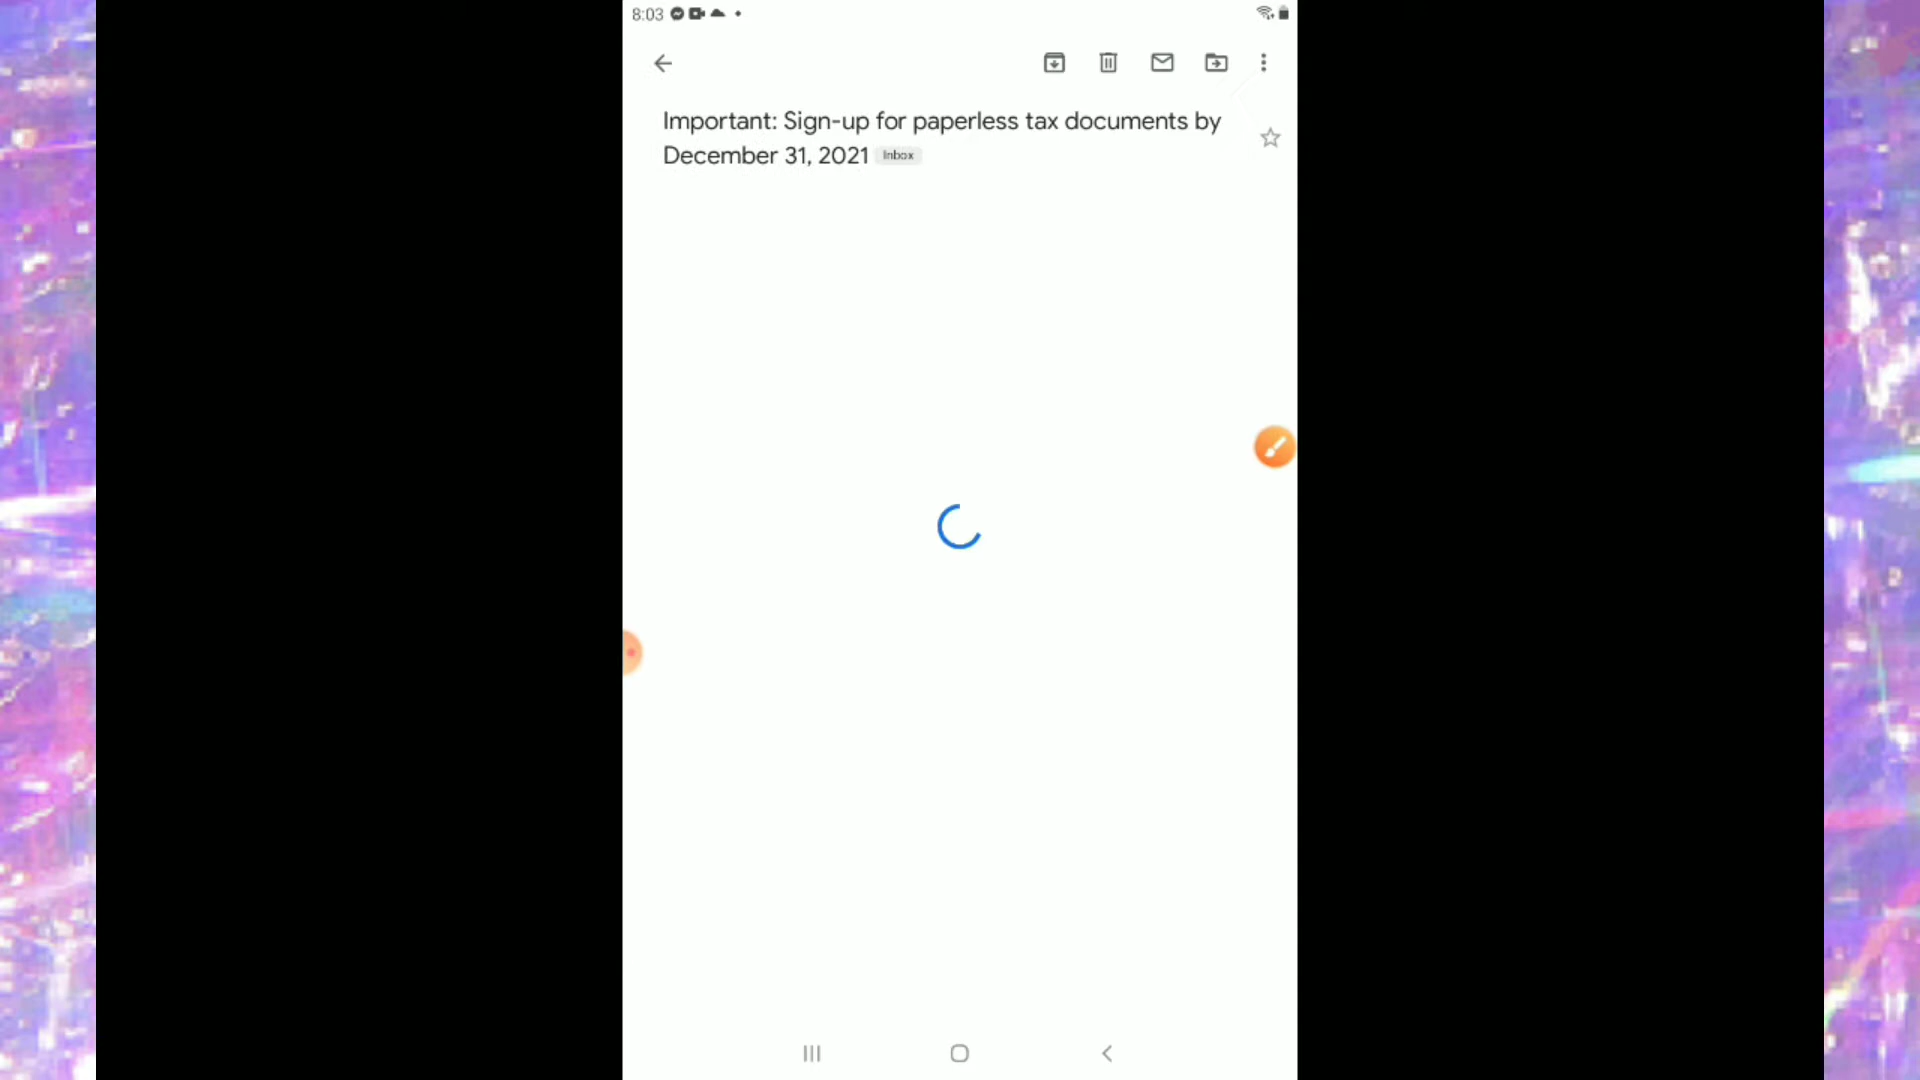 8:03
Important: Sign-up for paperless tax documents by
December 31, 2021 Inbox